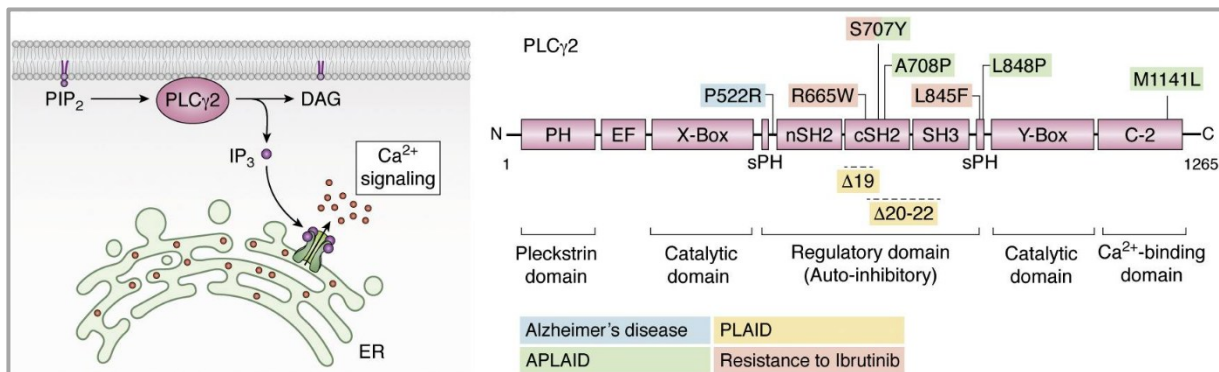 PIP₂
PLCγ2
DAG
IP₃
Ca²⁺
signaling
ER
PLCγ2
S707Y
A708P
L848P
M1141L
P522R
R665W
L845F
N
PH
EF
X-Box
nSH2
cSH2
SH3
Y-Box
C-2
C
1
sPH
sPH
1265
Δ19
Δ20-22
Pleckstrin
domain
Catalytic
domain
Regulatory domain
(Auto-inhibitory)
Catalytic
domain
Ca²⁺-binding
domain
Alzheimer's disease
PLAID
APLAID
Resistance to Ibrutinib